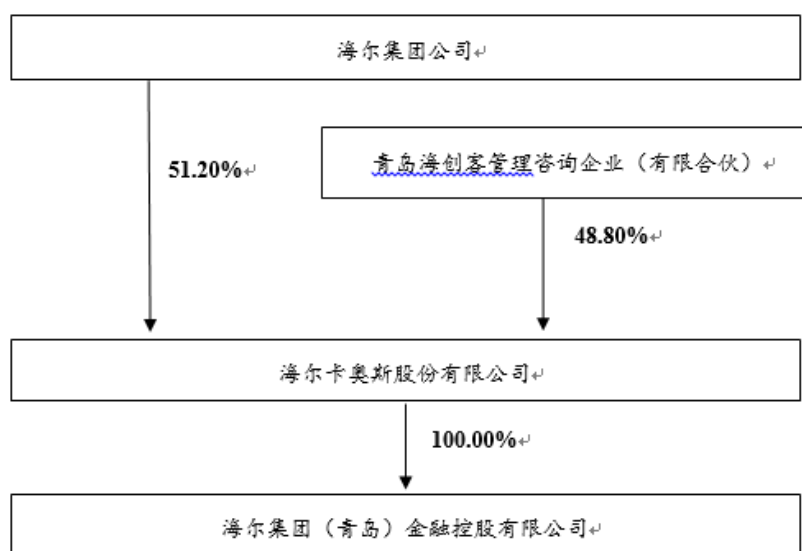 海尔集团公司
51.20%
青岛海创客管理咨询企业（有限合伙）
48.80%
海尔卡奥斯股份有限公司
100.00%
海尔集团（青岛）金融控股有限公司